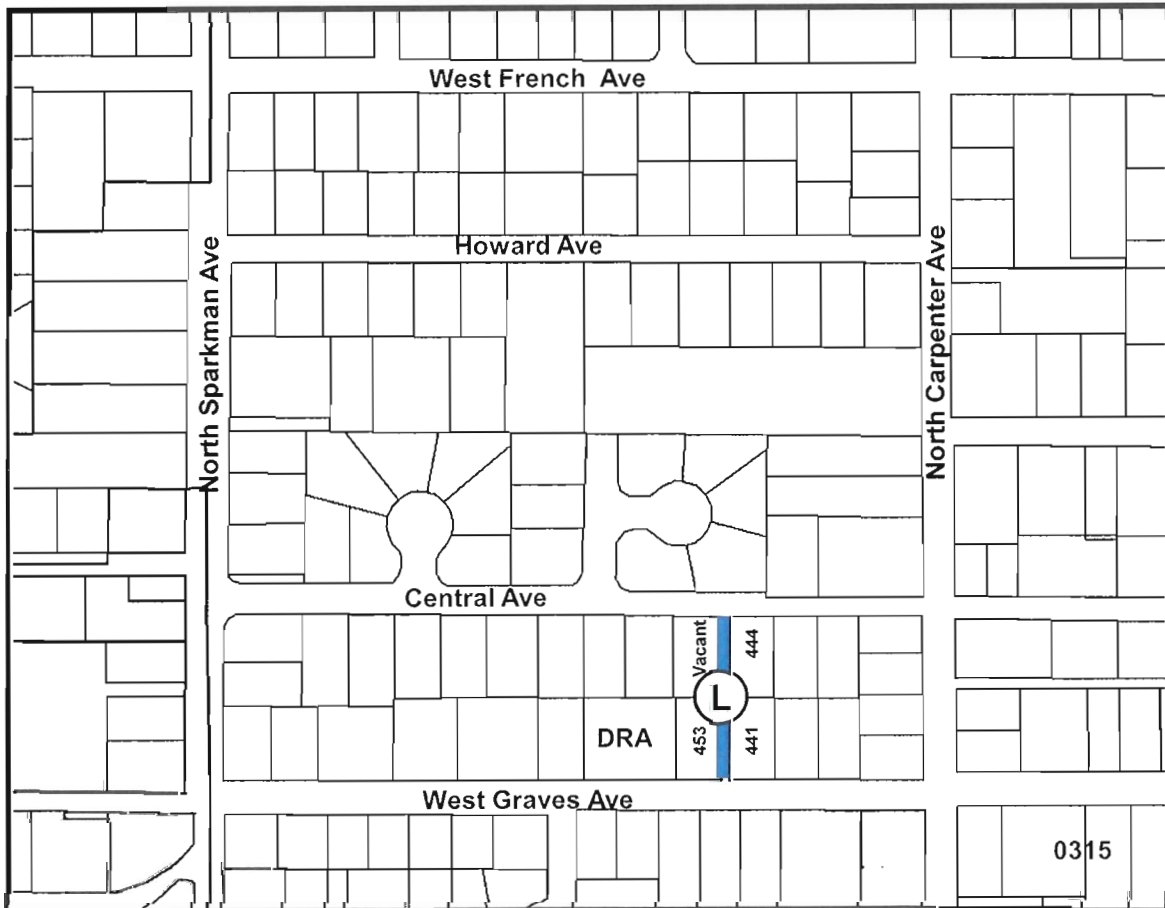 West French Ave
Howard Ave
North Sparkman Ave
North Carpenter Ave
Central Ave
Vacant
444
L
DRA
453
441
West Graves Ave
0315